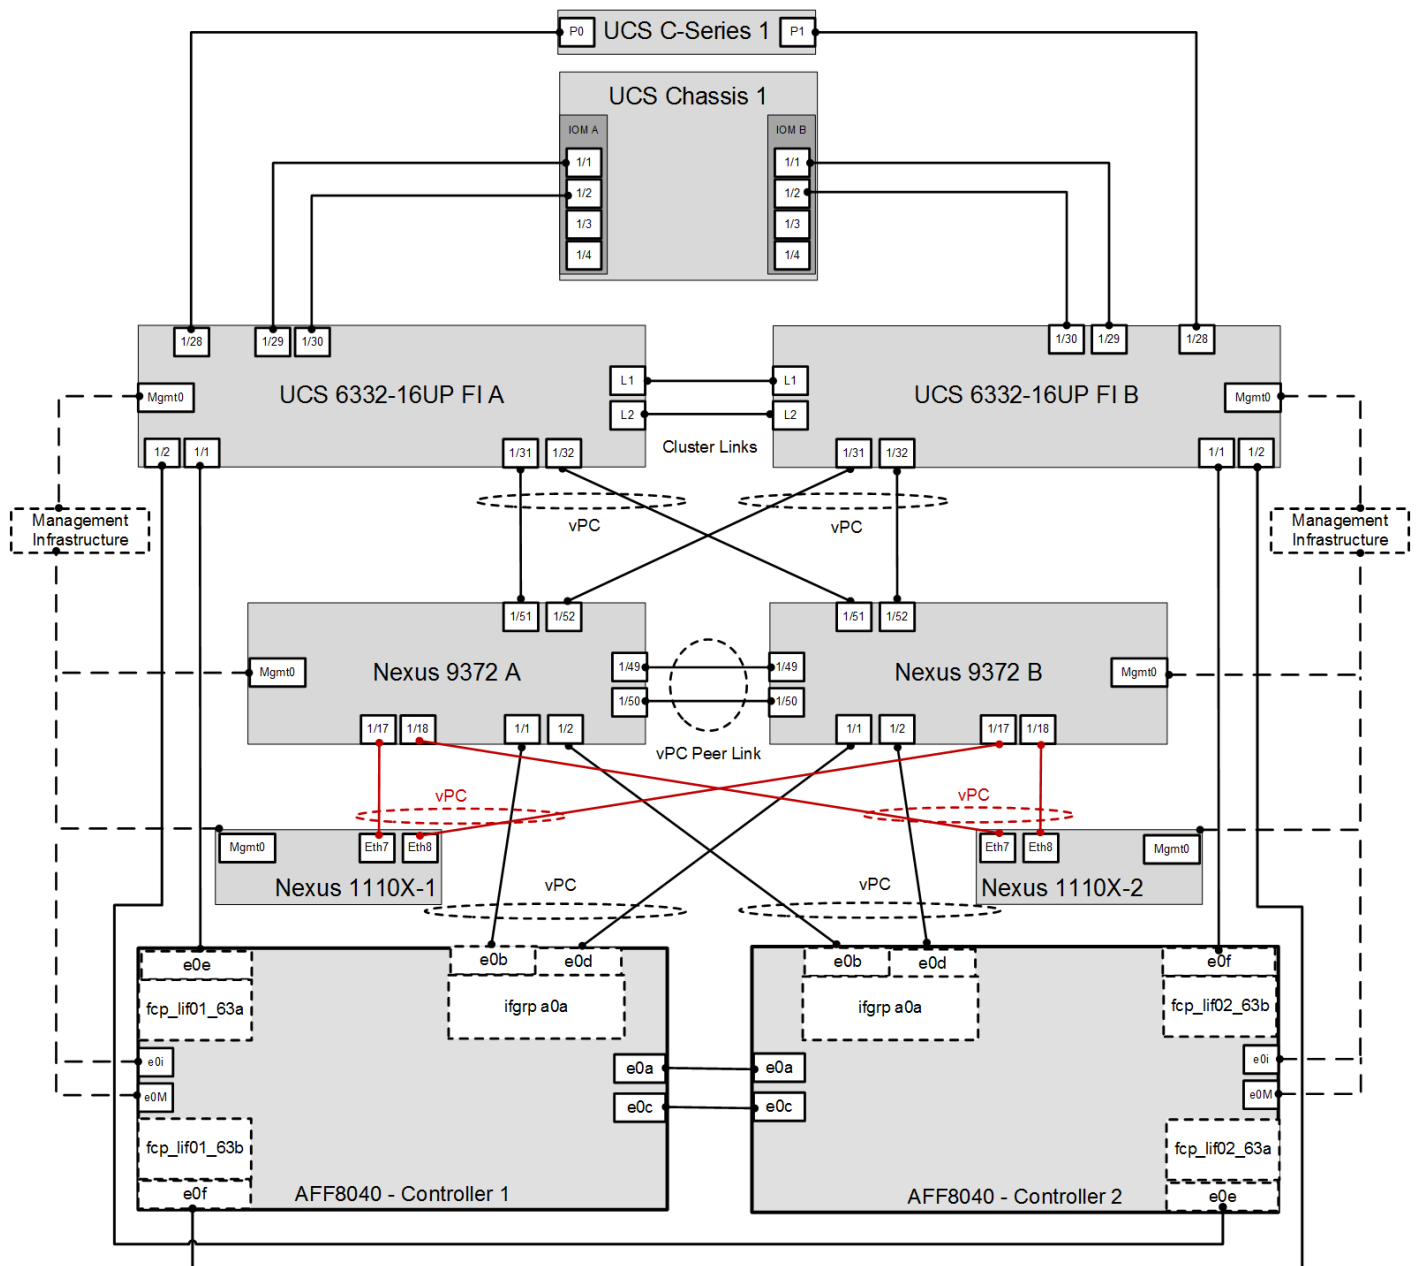 P0 UCS C-Series 1 P1
UCS Chassis 1
IOM A IOM B
1/1 1/1
1/2 1/2
1/3 1/3
1/4 1/4
1/28 1/29 1/30 1/30 1/29 1/28
L1 L1
Mgmt0 UCS 6332-16UP FI A UCS 6332-16UP FI B Mgmt0
L2 L2
Cluster Links
1/2 1/1 1/31 1/32 1/31 1/32 1/1 1/2
Management
Infrastructure
vPC vPC
Management
Infrastructure
1/51 1/52 1/51 1/52
1/49 1/49
Mgmt0 Nexus 9372 A Nexus 9372 B Mgmt0
1/50 1/50
1/17 1/18 1/1 1/2 1/1 1/2 1/17 1/18
vPC Peer Link
vPC vPC
Mgmt0 Eth7 Eth8 Eth7 Eth8 Mgmt0
Nexus 1110X-1 Nexus 1110X-2
vPC vPC
e0e e0b e0d e0b e0d e0f
fcp_lif01_63a ifgrp a0a ifgrp a0a fcp_lif02_63b
e0i e0a e0a e0i
e0M e0c e0c e0M
fcp_lif01_63b fcp_lif02_63a
e0f AFF8040 - Controller 1 AFF8040 - Controller 2 e0e